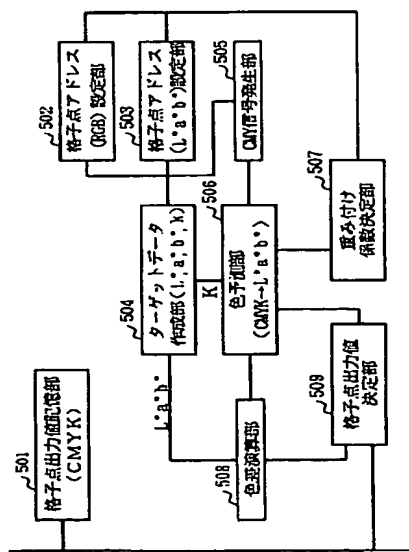 501
格子点出力値記憶部
(CMYK)
502
格子点アドレス
(RGB)設定部
503
格子点アドレス
(L*a*b*)設定部
504
ターゲットデータ
作成部(L*,a*,b*,K)
L*a*b*
K
505
CMY信号発生部
506
色予測部
(CMYK→L*a*b*)
507
重み付け
係数決定部
508
色差演算部
509
格子点出力値
決定部